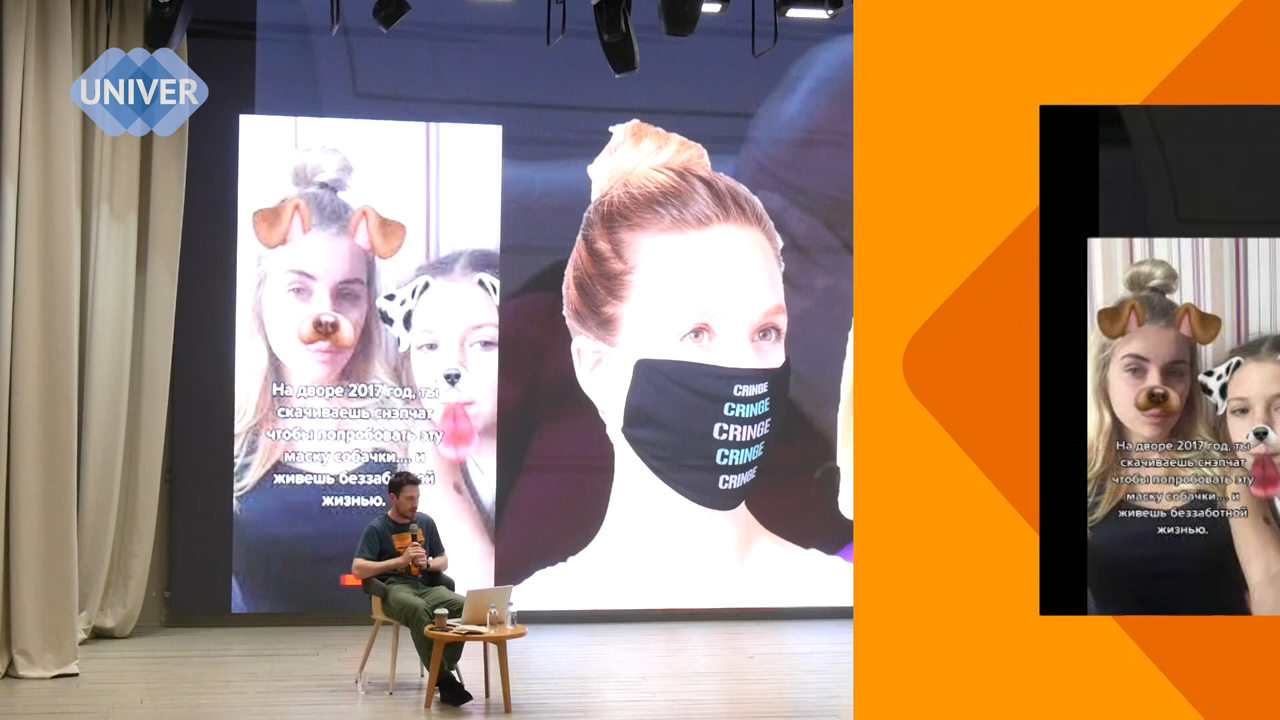 UNIVER
На дворе 2017 год, ты
скачиваешь снэпчат
чтобы попробовать эту
маску собачки.... и
живешь беззаботной
жизнью.
CRINGE
CRINGE
CRINGE
CRINGE
CRINGE
На дворе 2017 год, ты
скачиваешь снэпчат
чтобы попробовать эту
маску собачки.... и
живешь беззаботной
жизнью.